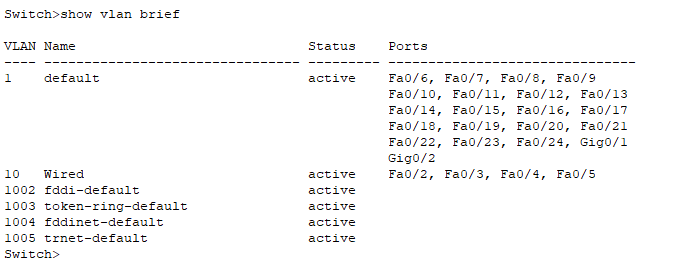 Switch>show vlan brief
VLAN Name                             Status    Ports
---- -------------------------------- --------- -------------------------------
1    default                          active    Fa0/6, Fa0/7, Fa0/8, Fa0/9
                                                Fa0/10, Fa0/11, Fa0/12, Fa0/13
                                                Fa0/14, Fa0/15, Fa0/16, Fa0/17
                                                Fa0/18, Fa0/19, Fa0/20, Fa0/21
                                                Fa0/22, Fa0/23, Fa0/24, Gig0/1
                                                Gig0/2
10   Wired                            active    Fa0/2, Fa0/3, Fa0/4, Fa0/5
1002 fddi-default                     active
1003 token-ring-default               active
1004 fddinet-default                  active
1005 trnet-default                    active
Switch>